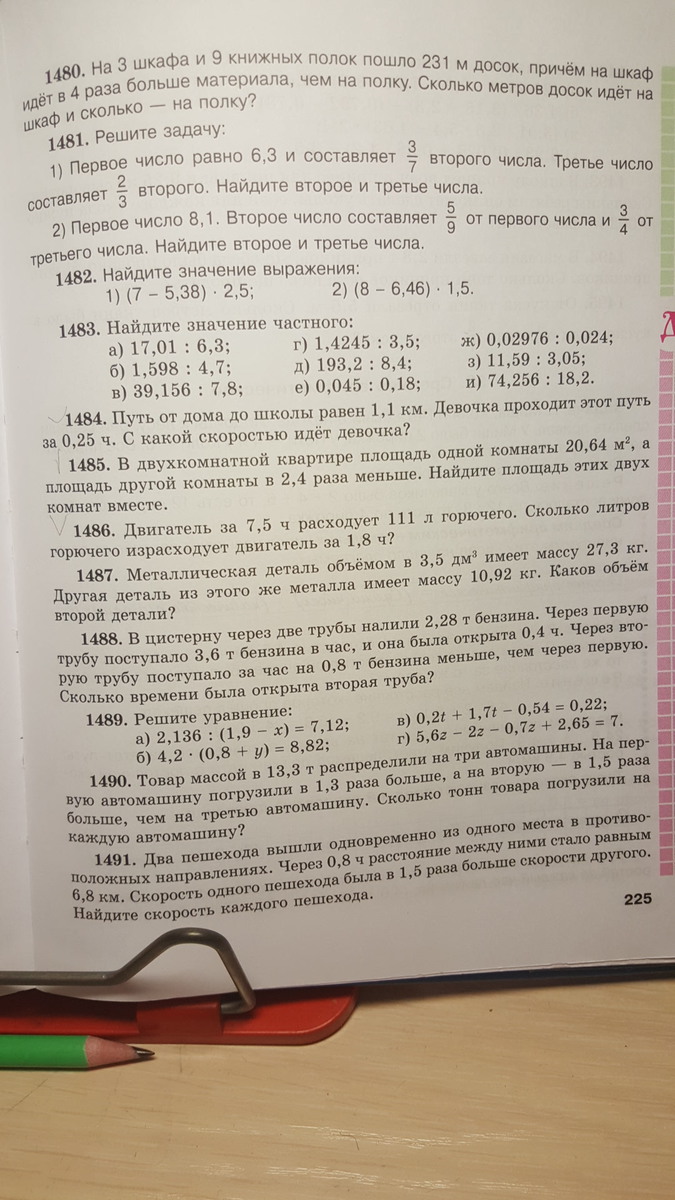 1480. На 3 шкафа и 9 книжных полок пошло 231 м досок, причём на шкаф
идёт в 4 раза больше материала, чем на полку. Сколько метров досок идёт на
шкаф и сколько — на полку?
1481. Решите задачу:
1) Первое число равно 6,3 и составляет 3/7 второго числа. Третье число
составляет 2/3 второго. Найдите второе и третье числа.
2) Первое число 8,1. Второе число составляет 5/9 от первого числа и 3/4 от
третьего числа. Найдите второе и третье числа.
1482. Найдите значение выражения:
1) (7 − 5,38) · 2,5; 2) (8 − 6,46) · 1,5.
1483. Найдите значение частного:
а) 17,01 : 6,3; г) 1,4245 : 3,5; ж) 0,02976 : 0,024;
б) 1,598 : 4,7; д) 193,2 : 8,4; з) 11,59 : 3,05;
в) 39,156 : 7,8; е) 0,045 : 0,18; и) 74,256 : 18,2.
1484. Путь от дома до школы равен 1,1 км. Девочка проходит этот путь
за 0,25 ч. С какой скоростью идёт девочка?
1485. В двухкомнатной квартире площадь одной комнаты 20,64 м², а
площадь другой комнаты в 2,4 раза меньше. Найдите площадь этих двух
комнат вместе.
1486. Двигатель за 7,5 ч расходует 111 л горючего. Сколько литров
горючего израсходует двигатель за 1,8 ч?
1487. Металлическая деталь объёмом в 3,5 дм³ имеет массу 27,3 кг.
Другая деталь из этого же металла имеет массу 10,92 кг. Каков объём
второй детали?
1488. В цистерну через две трубы налили 2,28 т бензина. Через первую
трубу поступало 3,6 т бензина в час, и она была открыта 0,4 ч. Через вто-
рую трубу поступало за час на 0,8 т бензина меньше, чем через первую.
Сколько времени была открыта вторая труба?
1489. Решите уравнение:
а) 2,136 : (1,9 − x) = 7,12; в) 0,2t + 1,7t − 0,54 = 0,22;
б) 4,2 · (0,8 + y) = 8,82; г) 5,6z − 2z − 0,7z + 2,65 = 7.
1490. Товар массой в 13,3 т распределили на три автомашины. На пер-
вую автомашину погрузили в 1,3 раза больше, а на вторую — в 1,5 раза
больше, чем на третью автомашину. Сколько тонн товара погрузили на
каждую автомашину?
1491. Два пешехода вышли одновременно из одного места в противо-
положных направлениях. Через 0,8 ч расстояние между ними стало равным
6,8 км. Скорость одного пешехода была в 1,5 раза больше скорости другого.
Найдите скорость каждого пешехода.
225